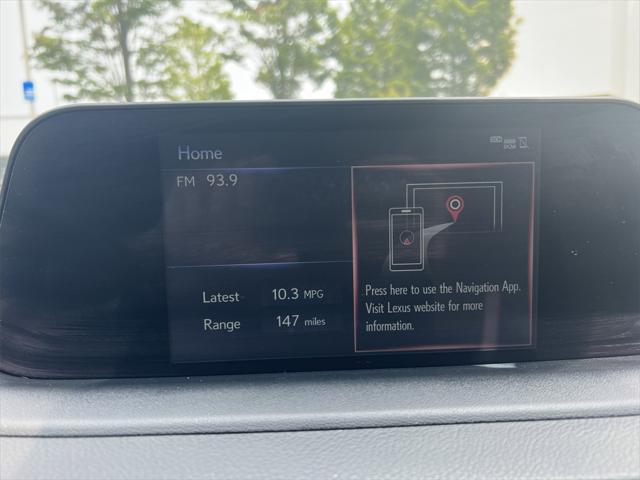 Home
FM 93.9
Latest 10.3 MPG
Range 147 miles
Press here to use the Navigation App.
Visit Lexus website for more
information.